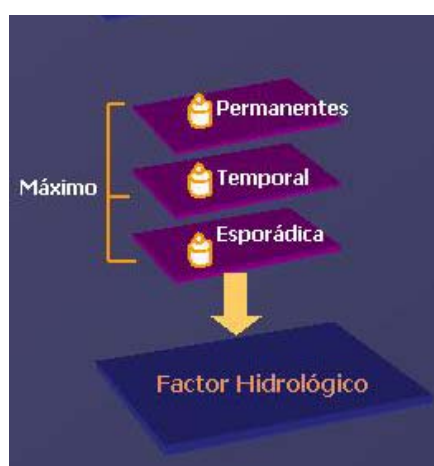 Permanentes
Máximo
Temporal
Esporádica
Factor Hidrológico